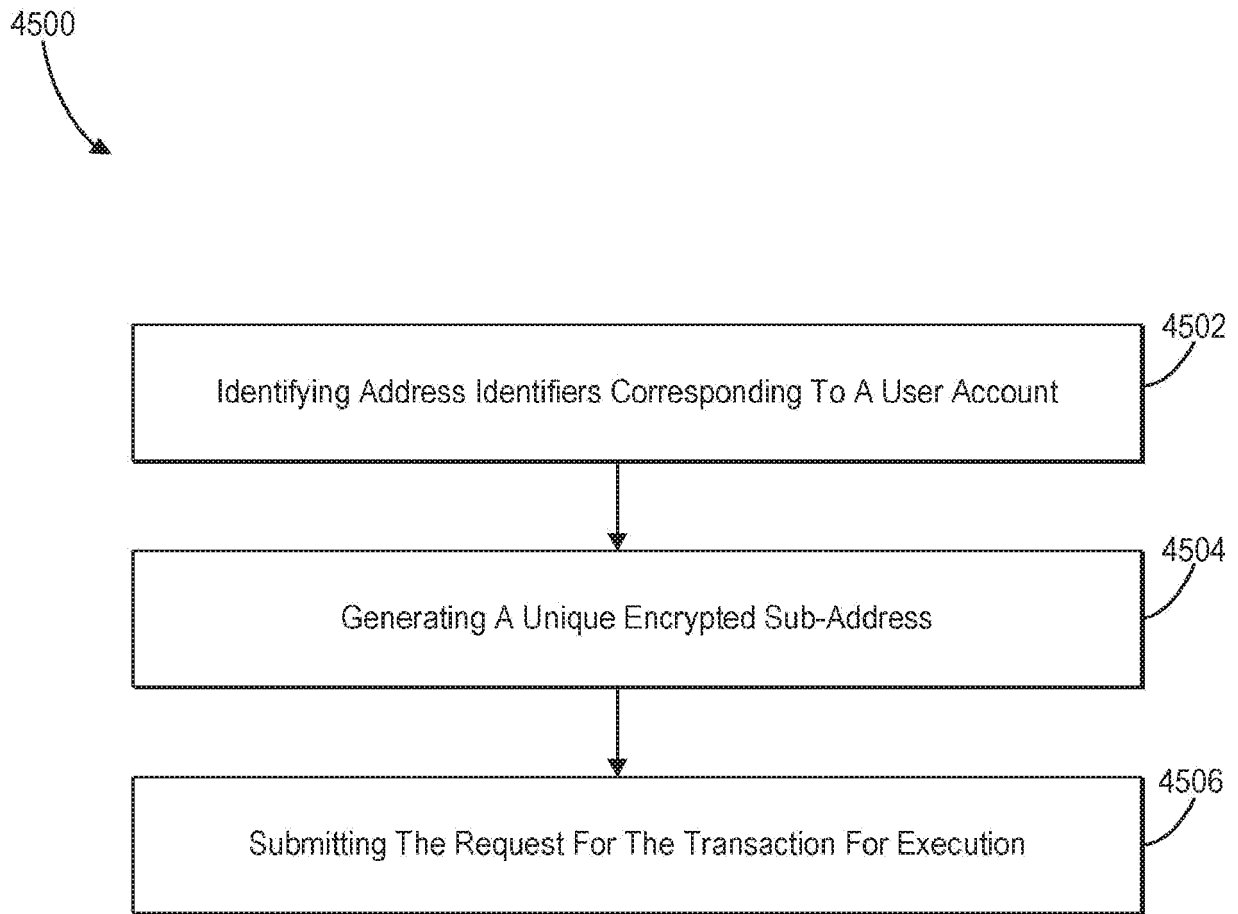 4500
4502
Identifying Address Identifiers Corresponding To A User Account
4504
Generating A Unique Encrypted Sub-Address
4506
Submitting The Request For The Transaction For Execution